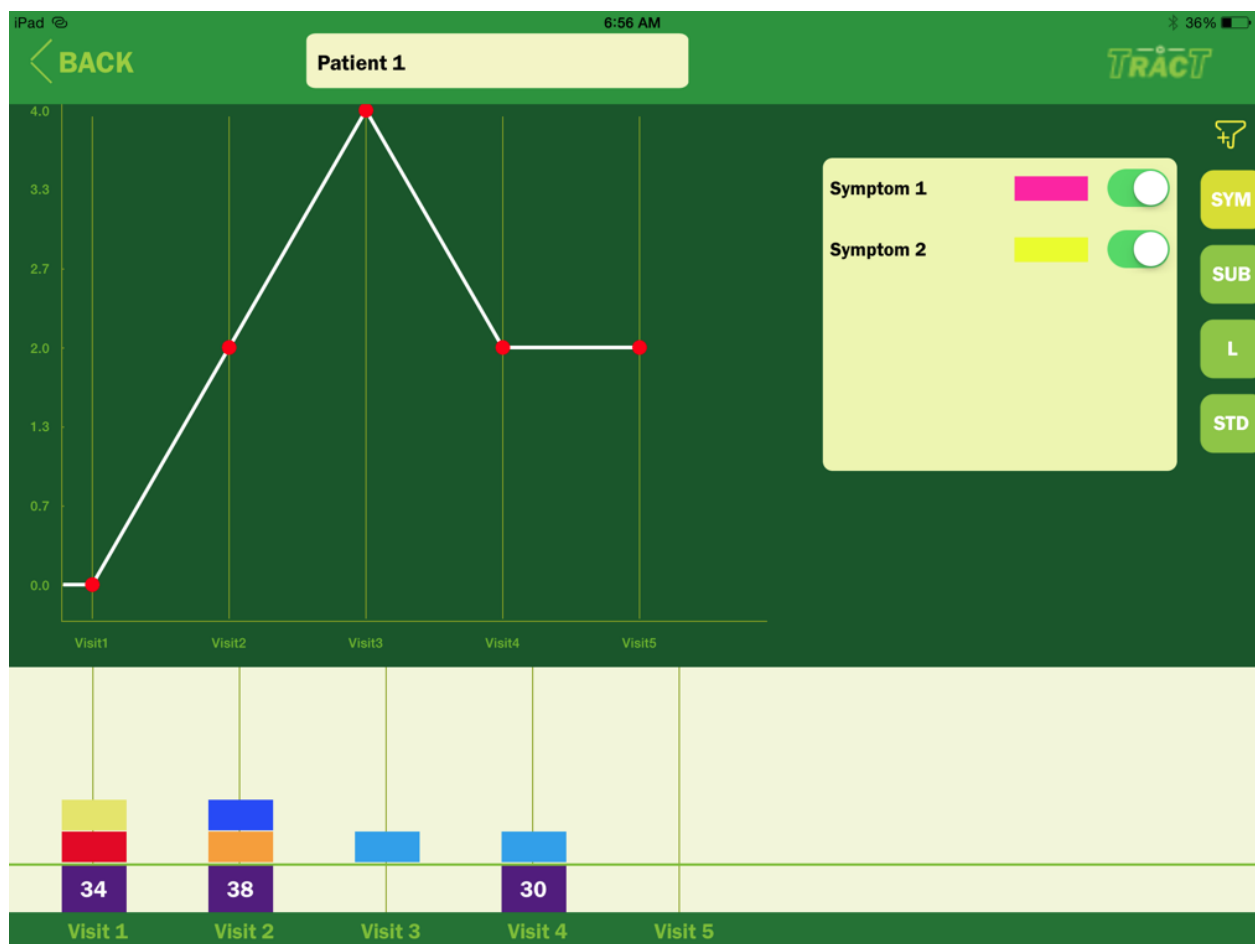 iPad 6:56 AM 36%
BACK
Patient 1
TRACT
4.0
3.3
2.7
2.0
1.3
0.7
0.0
Visit1 Visit2 Visit3 Visit4 Visit5
Symptom 1
Symptom 2
SYM
SUB
L
STD
34 38 30
Visit 1 Visit 2 Visit 3 Visit 4 Visit 5